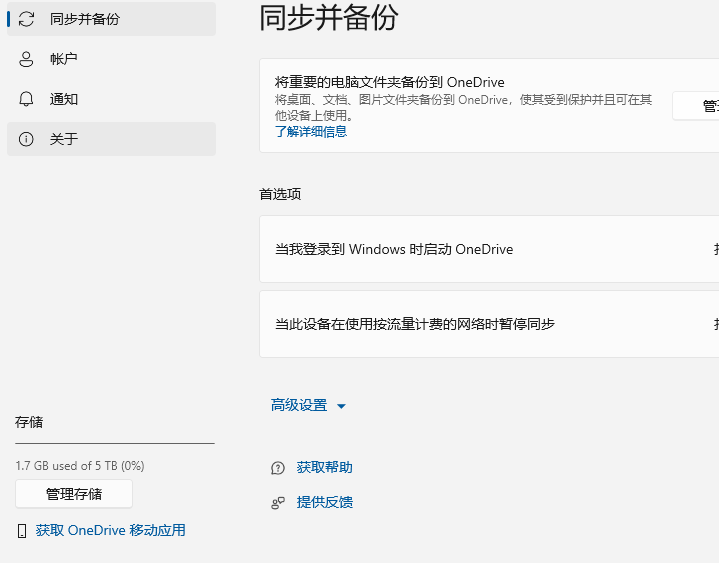 同步并备份
帐户
通知
关于
存储
1.7 GB used of 5 TB (0%)
管理存储
获取 OneDrive 移动应用
同步并备份
将重要的电脑文件夹备份到 OneDrive
将桌面、文档、图片文件夹备份到 OneDrive，使其受到保护并且可在其
他设备上使用。
了解详细信息
管
首选项
当我登录到 Windows 时启动 OneDrive
当此设备在使用按流量计费的网络时暂停同步
高级设置
获取帮助
提供反馈